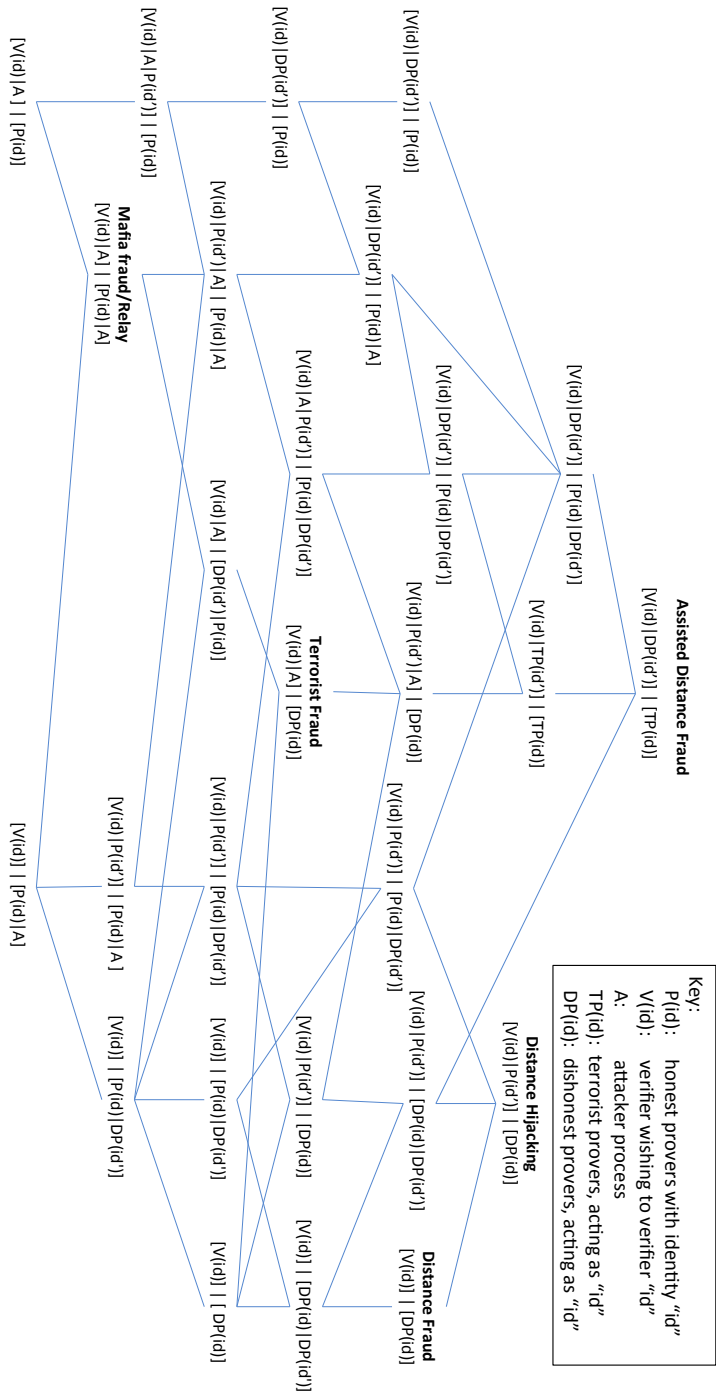 Assisted Distance Fraud
[V(id)|DP(id')] | [TP(id)]
Key:
P(id): honest provers with identity “id”
V(id): verifier wishing to verifier “id”
A: attacker process
TP(id): terrorist provers, acting as “id”
DP(id): dishonest provers, acting as “id”
[V(id)|DP(id')] | [P(id)|DP(id')]
[V(id)|TP(id')] | [TP(id)]
Distance Hijacking
[V(id)|P(id')] | [DP(id)]
[V(id)|DP(id')] | [P(id)]
[V(id)|DP(id')] | [P(id)|DP(id')]
[V(id)|P(id')|A] | [DP(id)]
[V(id)|P(id')] | [DP(id)|DP(id')]
Distance Fraud
[V(id)] | [DP(id)]
[V(id)|DP(id')] | [P(id)|A]
[V(id)|P(id')] | [P(id)|DP(id')]
[V(id)|DP(id')] | [P(id)]
[V(id)|A|P(id')] | [P(id)|DP(id')]
Terrorist Fraud
[V(id)|A] | [DP(id)]
[V(id)|P(id')] | [DP(id)]
[V(id)] | [DP(id)|DP(id')]
[V(id)|P(id')|A] | [P(id)|A]
[V(id)|A] | [DP(id')|P(id)]
[V(id)|P(id')] | [P(id)|DP(id')]
[V(id)] | [P(id)|DP(id')]
[V(id)] | [ DP(id)]
[V(id)|A|P(id')] | [P(id)]
Mafia fraud/Relay
[V(id)|A] | [P(id)|A]
[V(id)|P(id')] | [P(id)|A]
[V(id)] | [P(id)|DP(id')]
[V(id)|A ] | [P(id)]
[V(id)] | [P(id)|A]